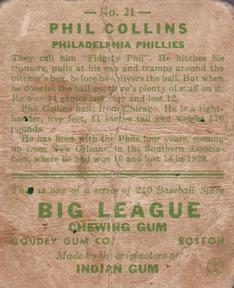 — No. 21 —
PHIL COLLINS
PHILADELPHIA PHILLIES
They call him "Fidgety Phil". He hitches his
trousers, pulls at his cap and tramps around the
pitcher's box, before he delivers the ball. But when
he does let the ball go, there's plenty of stuff on it.
He won 14 games last year and lost 12.
Phil Collins hails from Chicago. He is a right-
hander, five feet, 11 inches tall and weighs 170
pounds.
He has been with the Phils four years, coming
up from New Orleans, in the Southern Associa-
tion, where he had won 16 and lost 14 in 1928.
This is one of a series of 240 Baseball Stars
BIG LEAGUE
CHEWING GUM
GOUDEY GUM CO. BOSTON
Made by the originators of
INDIAN GUM